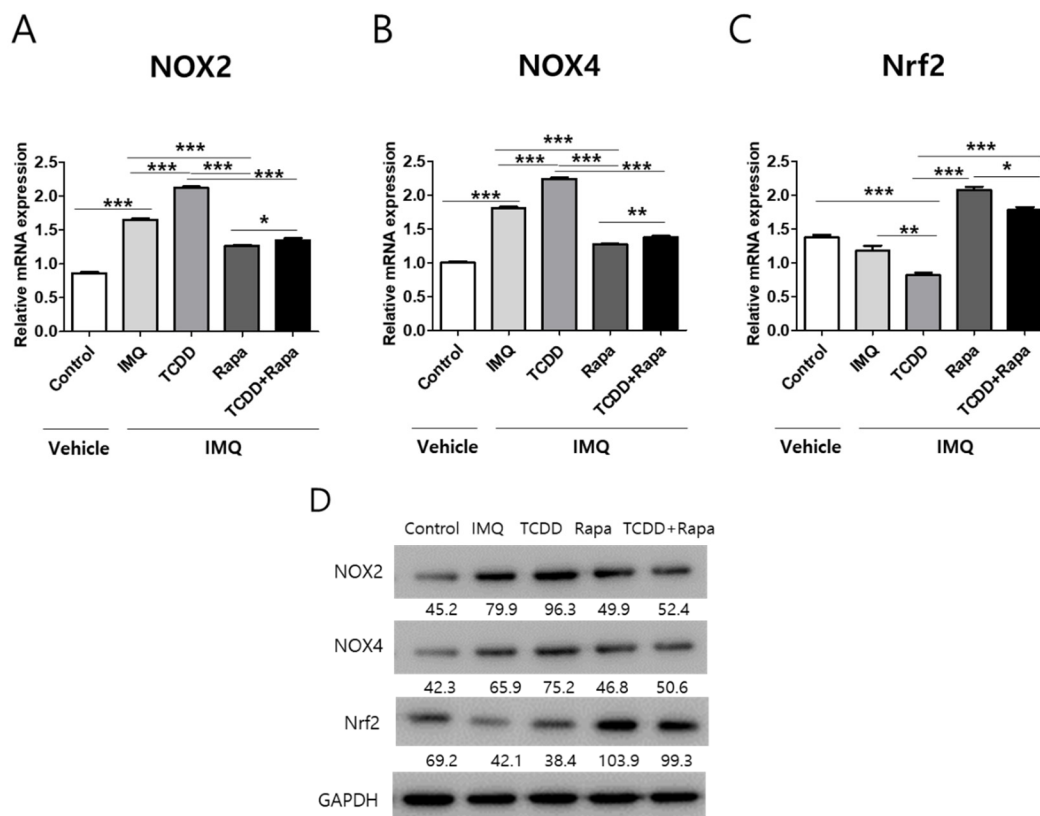 A
NOX2
Relative mRNA expression
2.5
2.0
1.5
1.0
0.5
0.0
***
*** *** ***
***
*
Control
IMQ
TCDD
Rapa
TCDD+Rapa
Vehicle
IMQ
B
NOX4
Relative mRNA expression
2.5
2.0
1.5
1.0
0.5
0.0
***
*** *** ***
***
**
Control
IMQ
TCDD
Rapa
TCDD+Rapa
Vehicle
IMQ
C
Nrf2
Relative mRNA expression
2.5
2.0
1.5
1.0
0.5
0.0
***
*** *
***
**
Control
IMQ
TCDD
Rapa
TCDD+Rapa
Vehicle
IMQ
D
Control IMQ TCDD Rapa TCDD+Rapa
NOX2
45.2 79.9 96.3 49.9 52.4
NOX4
42.3 65.9 75.2 46.8 50.6
Nrf2
69.2 42.1 38.4 103.9 99.3
GAPDH